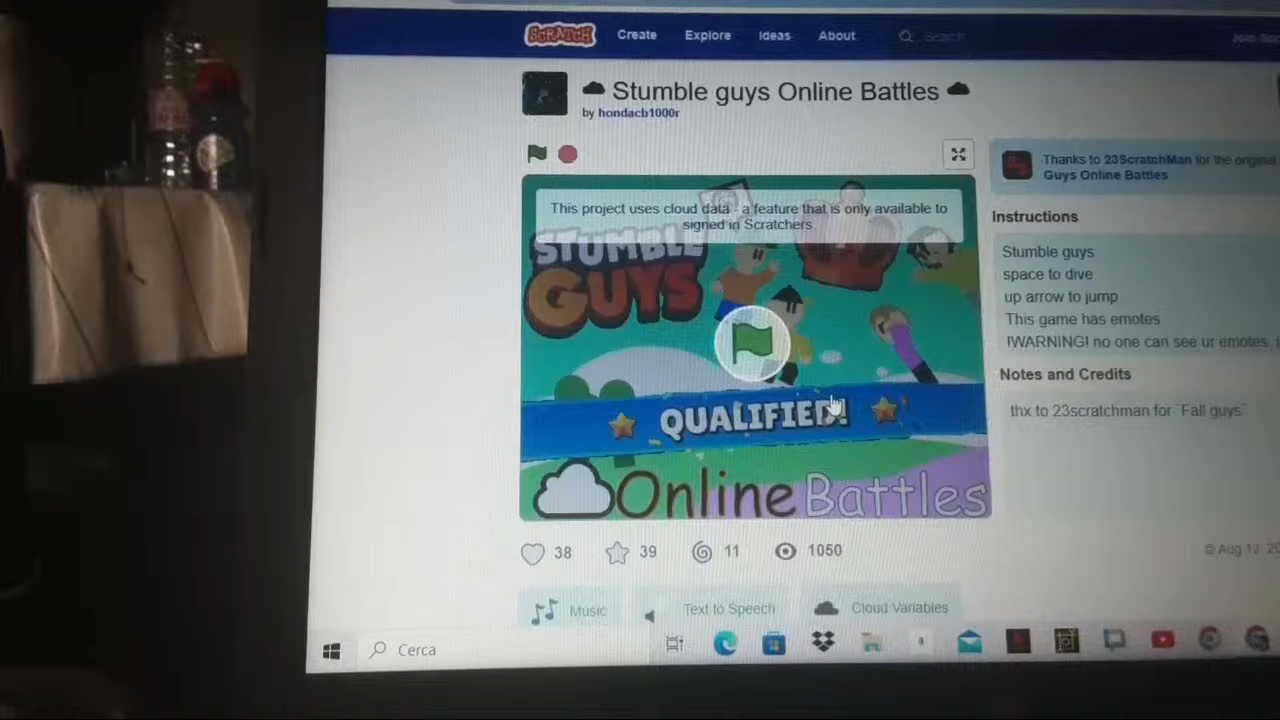 SCRATCH Create Explore Ideas About Search
Stumble guys Online Battles
by hondacb1000r
Thanks to 23ScratchMan for the original
Guys Online Battles
This project uses cloud data - a feature that is only available to
signed in Scratchers.
STUMBLE
GUYS
QUALIFIED!
Online Battles
Instructions
Stumble guys
space to dive
up arrow to jump
This game has emotes
!WARNING! no one can see ur emotes
Notes and Credits
thx to 23scratchman for ¨Fall guys¨
38 39 11 1050
© Aug 12, 20
Music Text to Speech Cloud Variables
Cerca